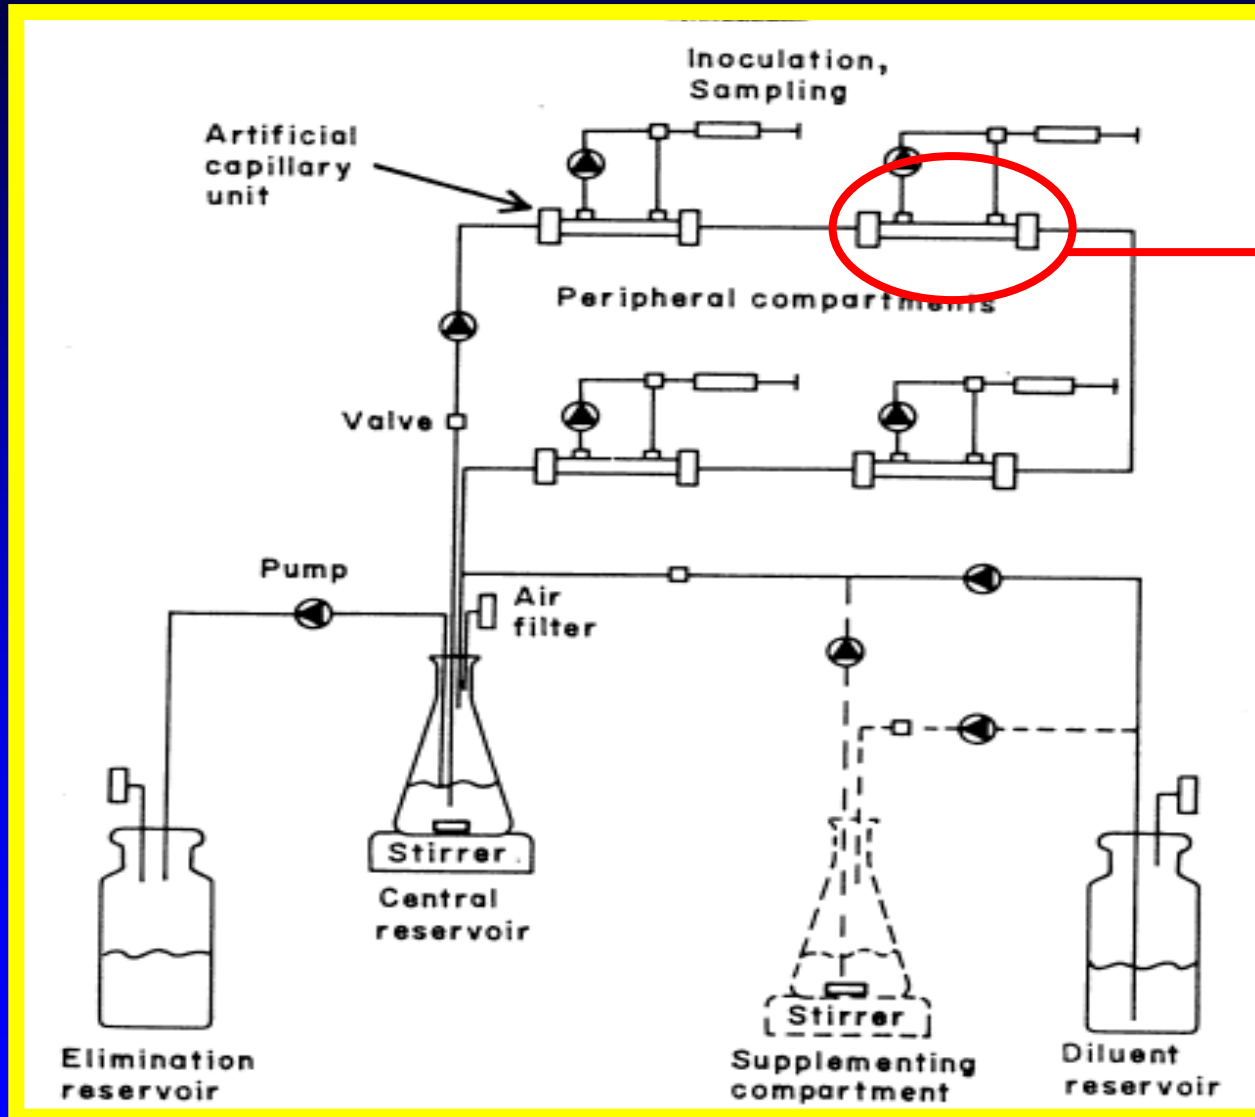 Inoculation,
Sampling
Artificial
capillary
unit
Peripheral compartments
Valve
Pump
Air
filter
Stirrer
Central
reservoir
Stirrer
Elimination
reservoir
Supplementing
compartment
Diluent
reservoir